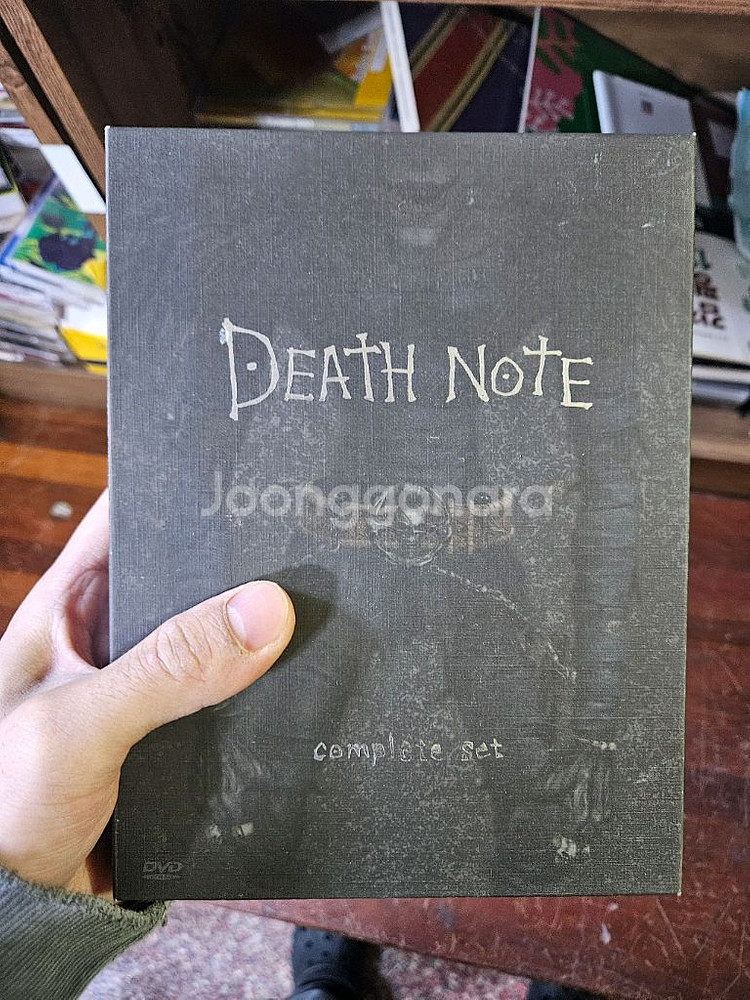 DEATH NOTE
Joonggonara
complete set
DVD